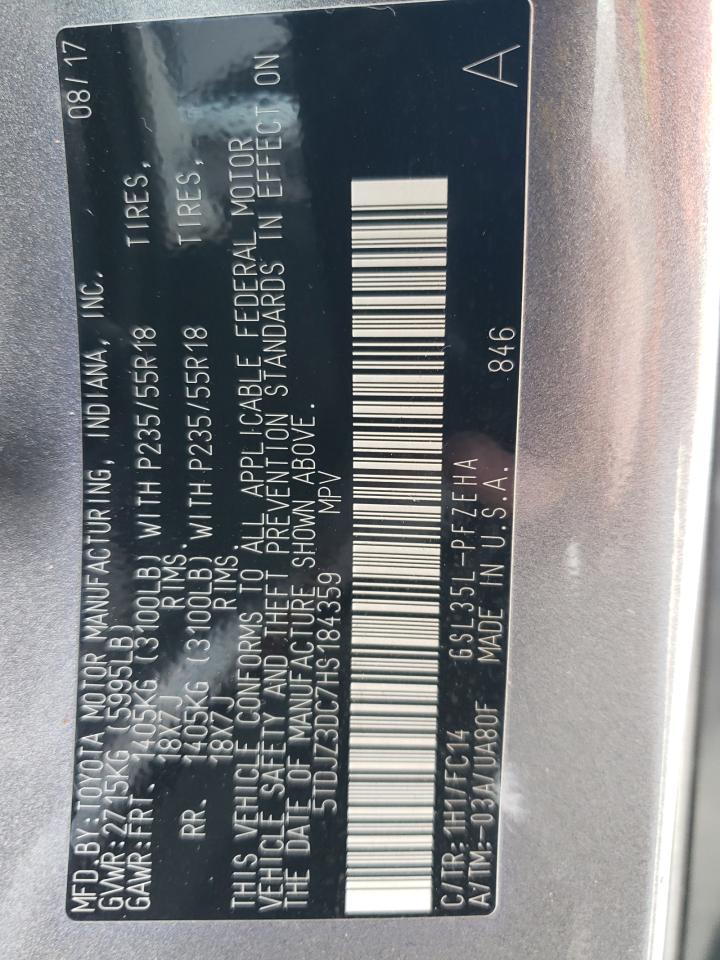 MFD.BY:TOYOTA MOTOR MANUFACTURING, INDIANA, INC. 08/17
GVWR:2715KG (5995LB)
GAWR:FRT. 1405KG (3100LB) WITH P235/55R18 TIRES,
18X7J RIMS.
RR. 1405KG (3100LB) WITH P235/55R18 TIRES,
18X7J RIMS.
THIS VEHICLE CONFORMS TO ALL APPLICABLE FEDERAL MOTOR
VEHICLE SAFETY AND THEFT PREVENTION STANDARDS IN EFFECT ON
THE DATE OF MANUFACTURE SHOWN ABOVE.
5TDJZ3DC7HS184359 MPV
C/TR:1H1/FC14 GSL35L-PFZEHA
A/TM:-03A/UA80F MADE IN U.S.A. 846 A